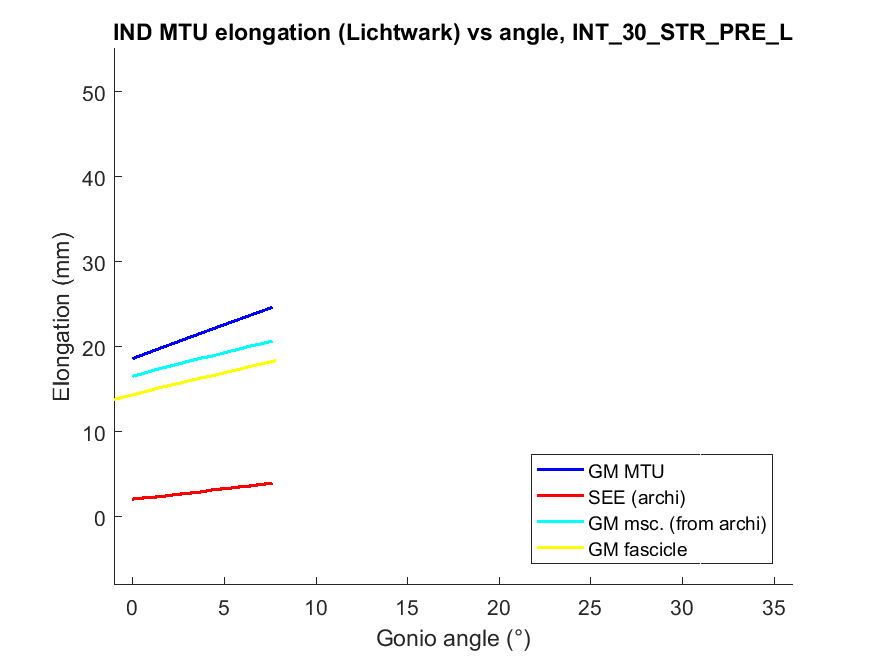 IND MTU elongation (Lichtwark) vs angle, INT_30_STR_PRE_L
50
40
30
20
10
0
Elongation (mm)
GM MTU
SEE (archi)
GM msc. (from archi)
GM fascicle
0 5 10 15 20 25 30 35
Gonio angle (°)